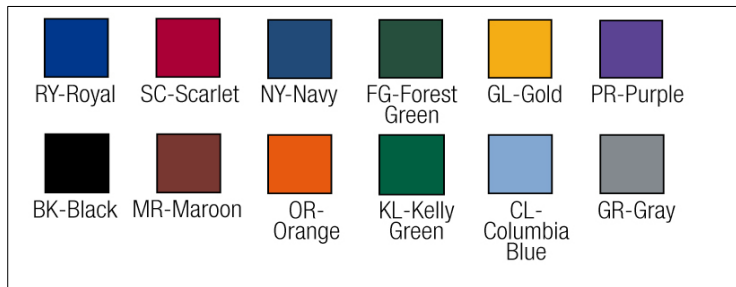 RY-Royal SC-Scarlet NY-Navy FG-Forest Green GL-Gold PR-Purple
BK-Black MR-Maroon OR-Orange KL-Kelly Green CL-Columbia Blue GR-Gray